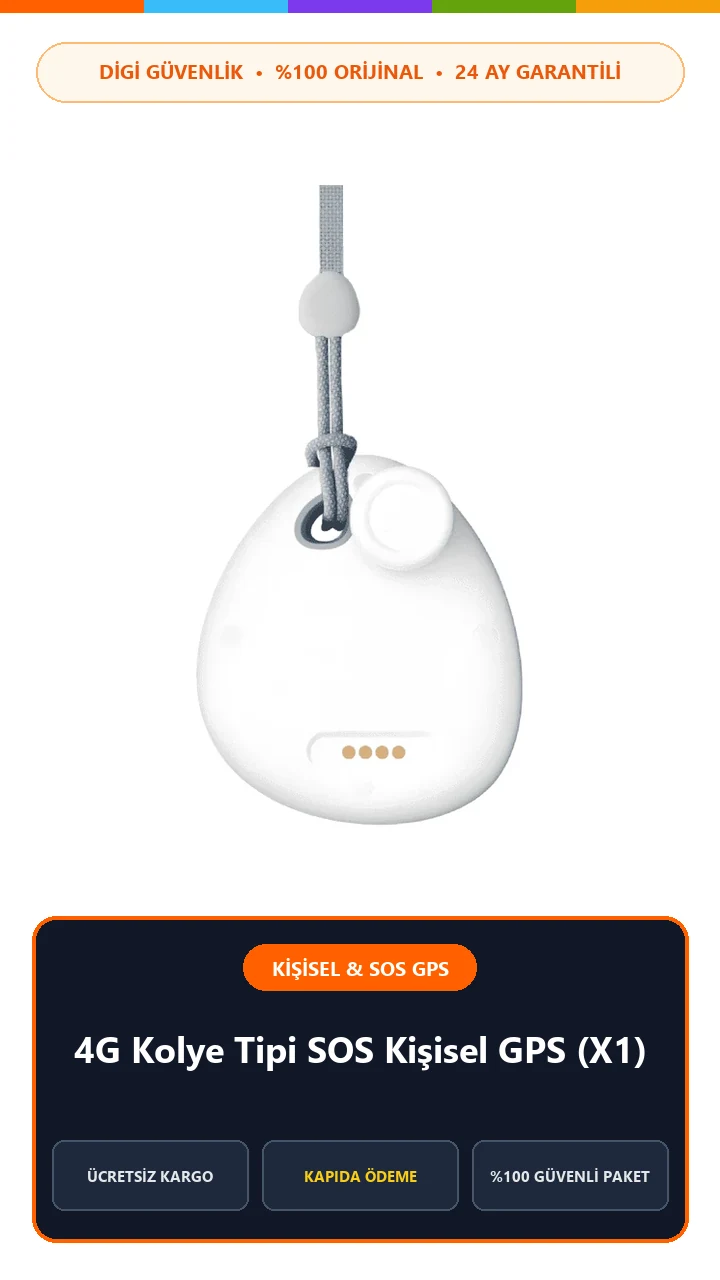 DİGİ GÜVENLİK • %100 ORİJİNAL • 24 AY GARANTİLİ
KİŞİSEL & SOS GPS
4G Kolye Tipi SOS Kişisel GPS (X1)
ÜCRETSİZ KARGO
KAPIDA ÖDEME
%100 GÜVENLİ PAKET